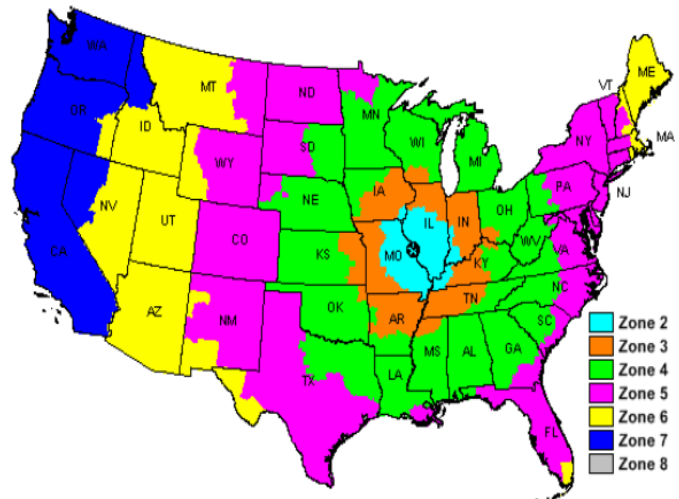 WA
MT
ND
MN
OR
ID
SD
WI
MI
WY
NE
IA
NV
UT
CO
KS
MO
IL
IN
OH
PA
NY
VT
ME
MA
NJ
WV
VA
KY
CA
AZ
NM
OK
AR
TN
NC
SC
TX
LA
MS
AL
GA
FL
Zone 2
Zone 3
Zone 4
Zone 5
Zone 6
Zone 7
Zone 8